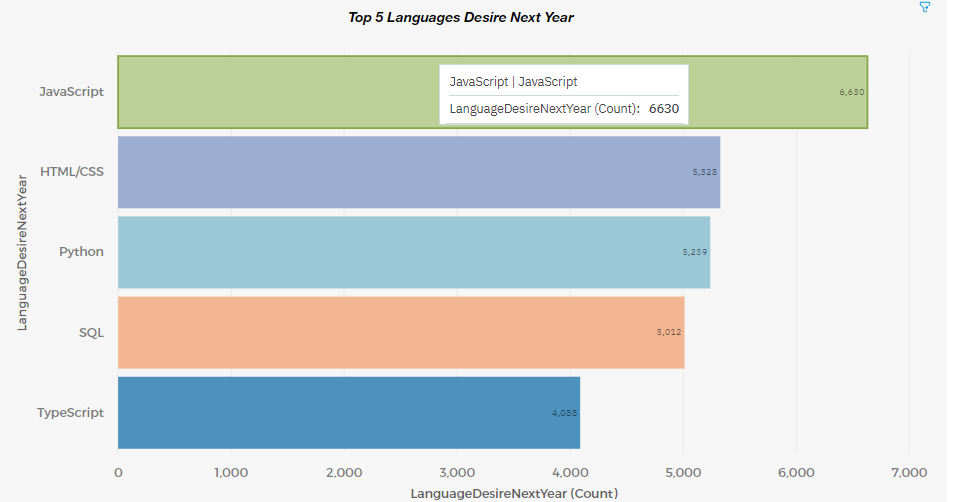 Top 5 Languages Desire Next Year
JavaScript
JavaScript | JavaScript
LanguageDesireNextYear (Count): 6630
6,630
HTML/CSS
5,328
Python
5,239
SQL
5,012
TypeScript
4,088
LanguageDesireNextYear
0 1,000 2,000 3,000 4,000 5,000 6,000 7,000
LanguageDesireNextYear (Count)